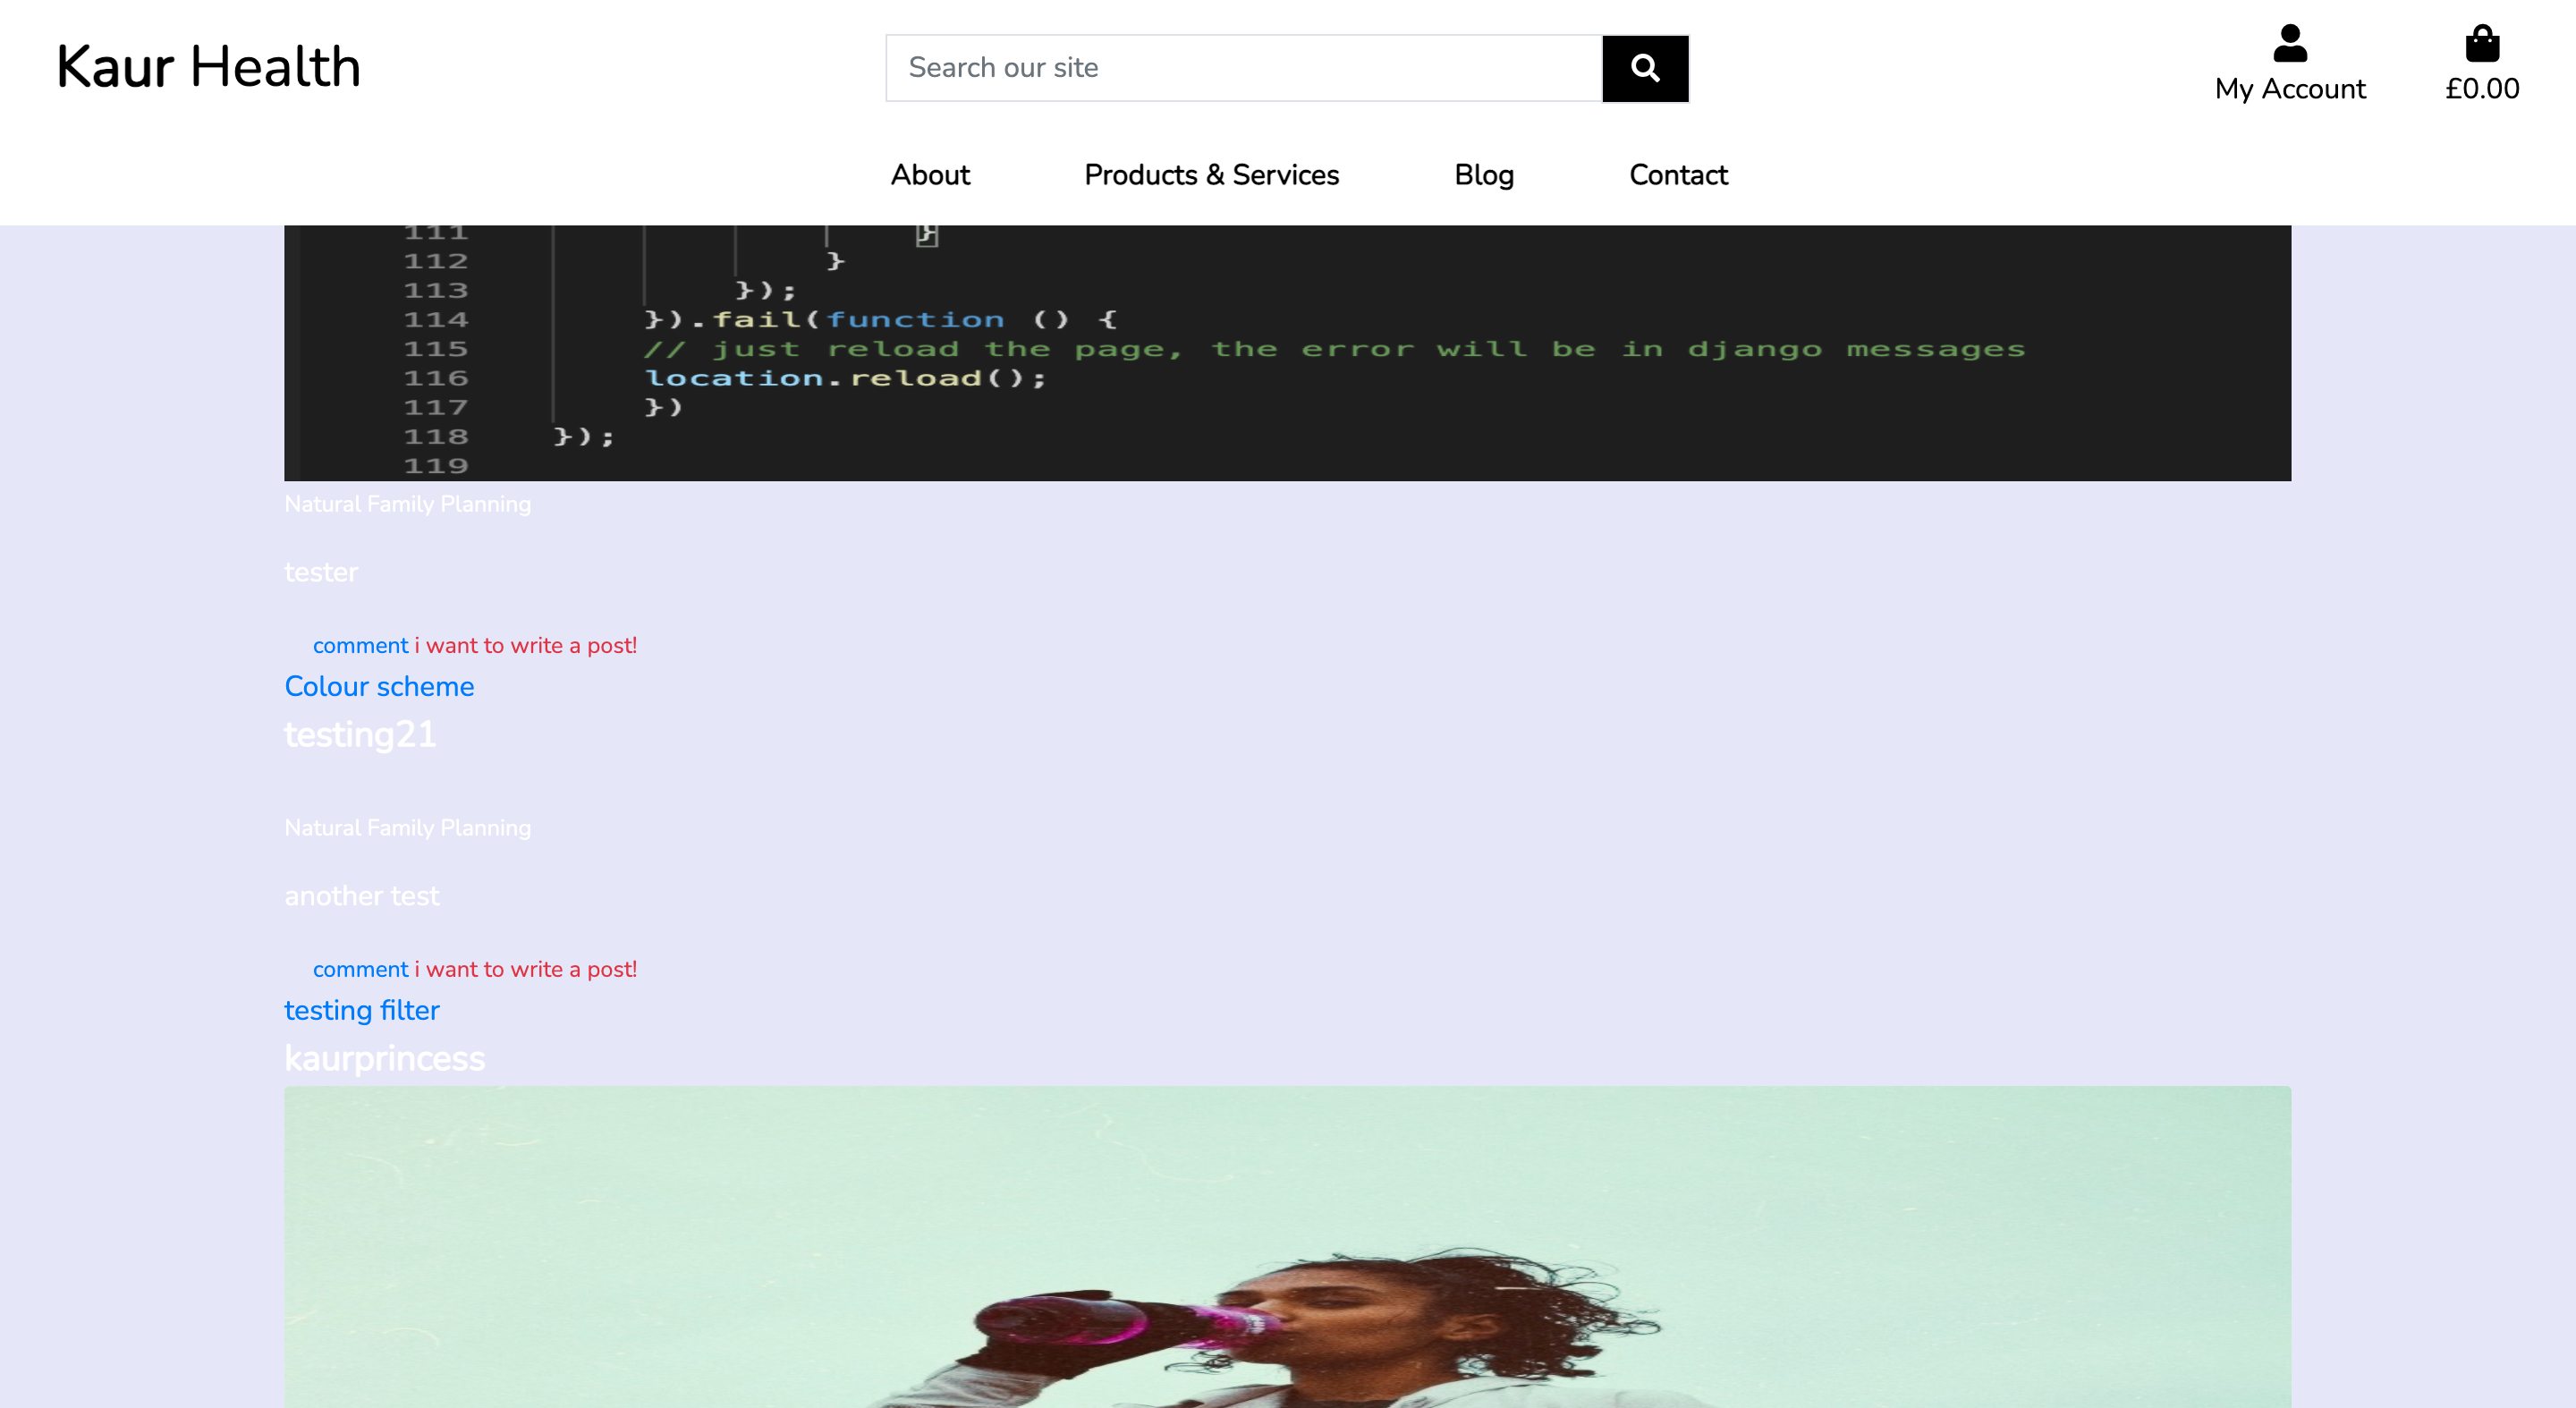 Kaur Health
Search our site
My Account
£0.00
About
Products & Services
Blog
Contact
111 }
112 }
113 });
114 }).fail(function () {
115 // just reload the page, the error will be in django messages
116 location.reload();
117 })
118 });
119
Natural Family Planning
tester
comment i want to write a post!
Colour scheme
testing21
Natural Family Planning
another test
comment i want to write a post!
testing filter
kaurprincess